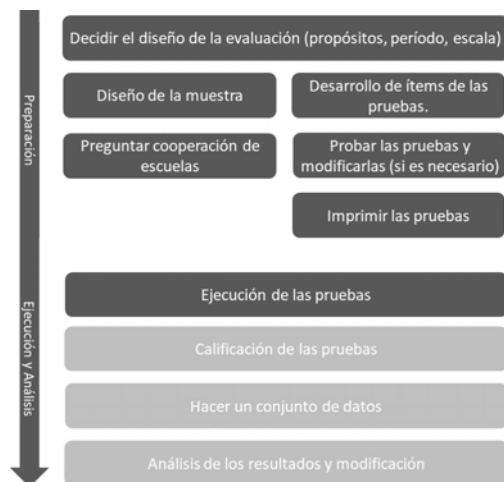 Decidir el diseño de la evaluación (propósitos, período, escala)
Preparación
Diseño de la muestra
Desarrollo de ítems de las
pruebas.
Preguntar cooperación de
escuelas
Probar las pruebas y
modificarlas (si es necesario)
Imprimir las pruebas
Ejecución y Análisis
Ejecución de las pruebas
Calificación de las pruebas
Hacer un conjunto de datos
Análisis de los resultados y modificación